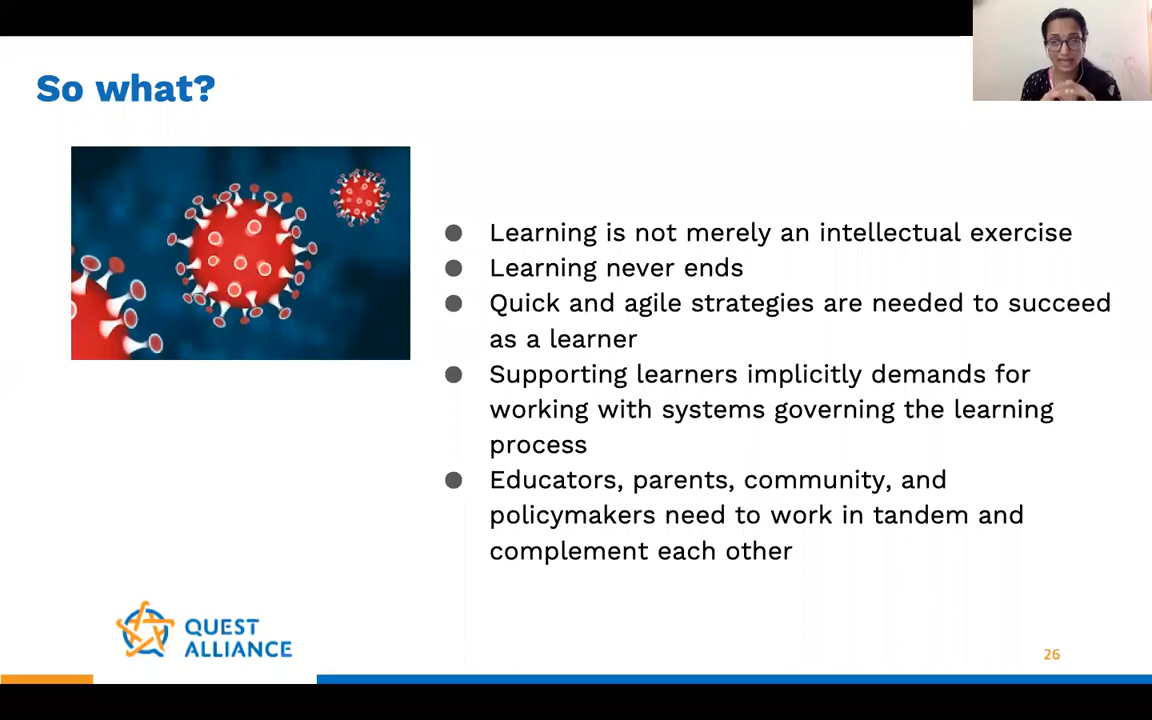 So what?
● Learning is not merely an intellectual exercise
● Learning never ends
● Quick and agile strategies are needed to succeed
as a learner
● Supporting learners implicitly demands for
working with systems governing the learning
process
● Educators, parents, community, and
policymakers need to work in tandem and
complement each other
QUEST
ALLIANCE
26